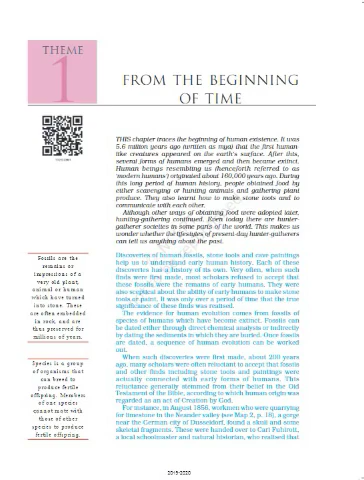 THEME
1
FROM THE BEGINNING
OF TIME
THIS chapter traces the beginning of human existence. It was
5.6 million years ago (written as mya) that the first human-
like creatures appeared on the earth's surface. After this,
several forms of humans emerged and then became extinct.
Human beings resembling us (henceforth referred to as
'modern humans') originated about 160,000 years ago. During
this long period of human history, people obtained food by
either scavenging or hunting animals and gathering plant
produce. They also learnt how to make stone tools and to
communicate with each other.
Although other ways of obtaining food were adopted later,
hunting-gathering continued. Even today there are hunter-
gatherer societies in some parts of the world. This makes us
wonder whether the lifestyles of present-day hunter-gatherers
can tell us anything about the past.
Discoveries of human fossils, stone tools and cave paintings
help us to understand early human history. Each of these
discoveries has a history of its own. Very often, when such
finds were first made, most scholars refused to accept that
these fossils were the remains of early humans. They were
also sceptical about the ability of early humans to make stone
tools or paint. It was only over a period of time that the true
significance of these finds was realised.
The evidence for human evolution comes from fossils of
species of humans which have become extinct. Fossils can
be dated either through direct chemical analysis or indirectly
by dating the sediments in which they are buried. Once fossils
are dated, a sequence of human evolution can be worked
out.
When such discoveries were first made, about 200 years
ago, many scholars were often reluctant to accept that fossils
and other finds including stone tools and paintings were
actually connected with early forms of humans. This
reluctance generally stemmed from their belief in the Old
Testament of the Bible, according to which human origin was
regarded as an act of Creation by God.
For instance, in August 1856, workmen who were quarrying
for limestone in the Neander valley (see Map 2, p. 18), a gorge
near the German city of Dusseldorf, found a skull and some
skeletal fragments. These were handed over to Carl Fuhlrott,
a local schoolmaster and natural historian, who realised that
Fossils are the
remains or
impressions of a
very old plant,
animal or human
which have turned
into stone. These
are often embedded
in rock, and are
thus preserved for
millions of years.
Species is a group
of organisms that
can breed to
produce fertile
offspring. Members
of one species
cannot mate with
those of other
species to produce
fertile offspring.
2019-2020